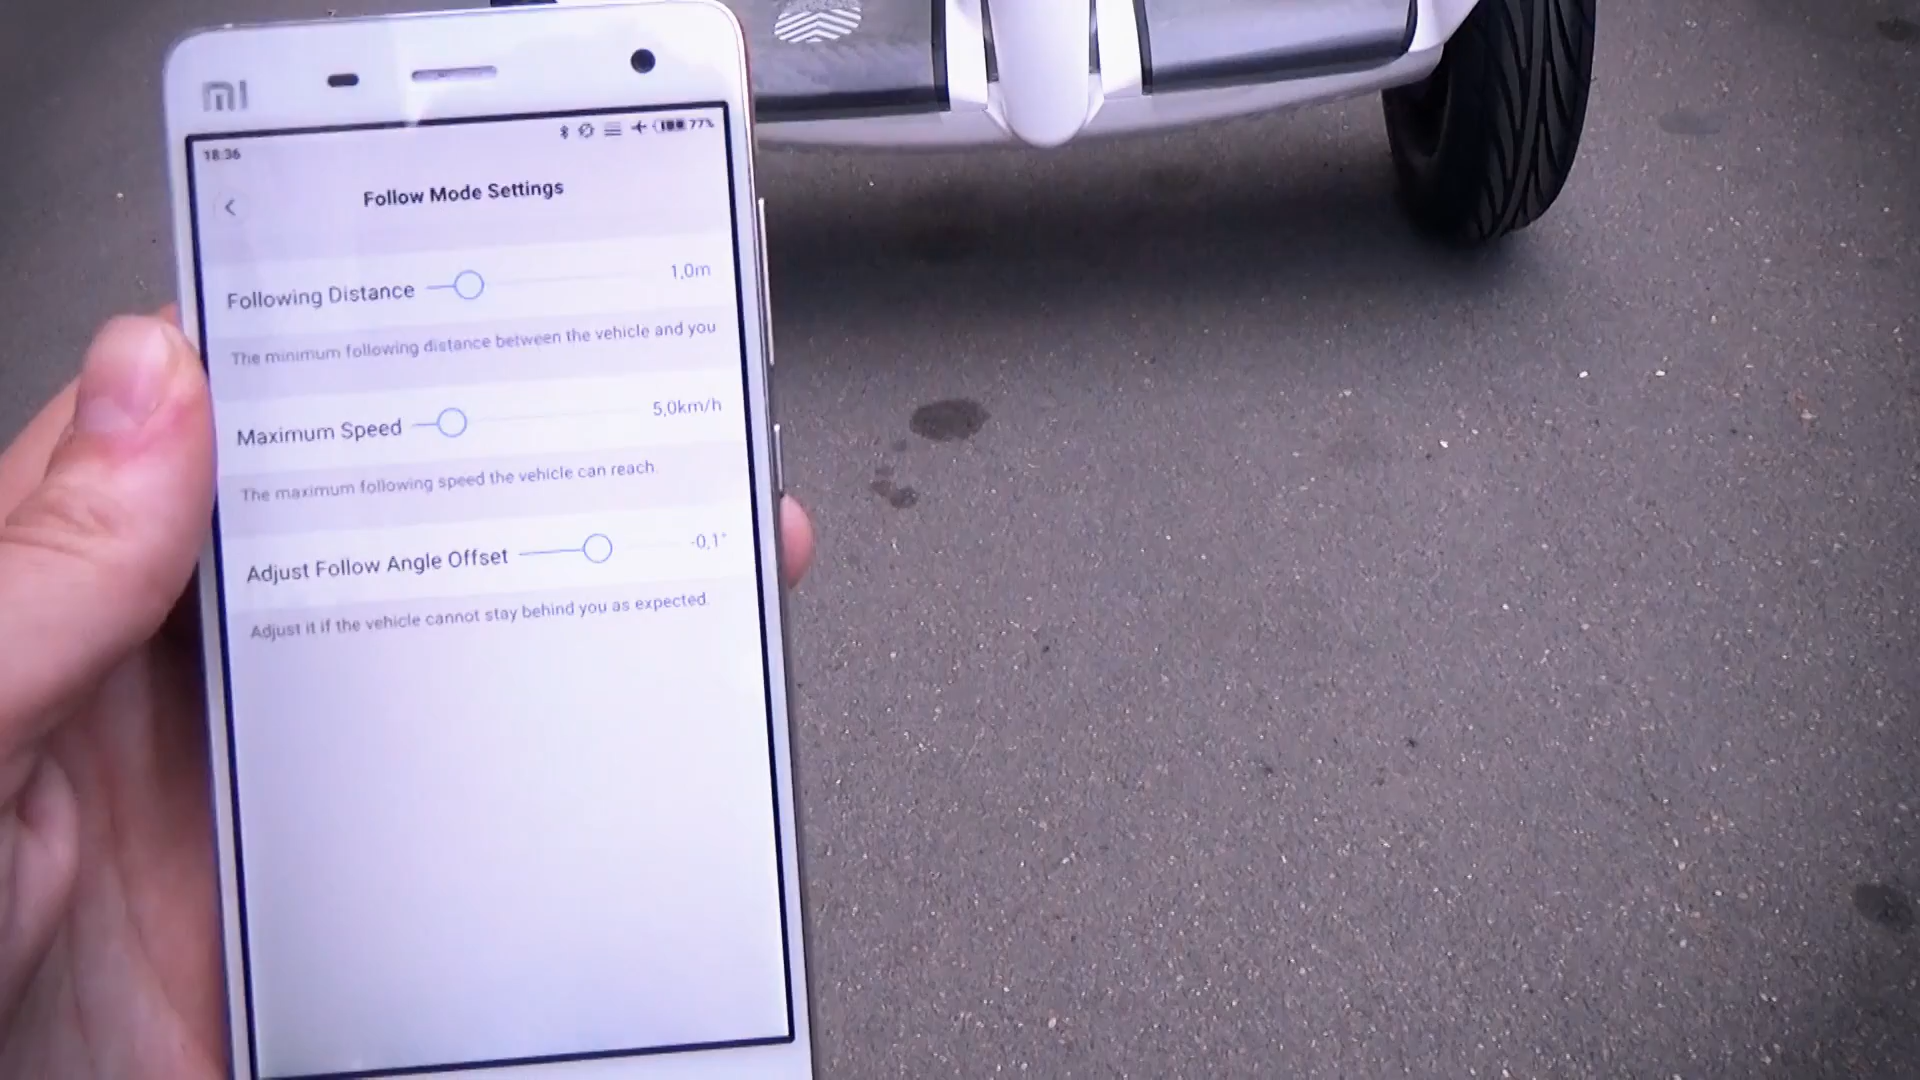 MI
77%
18:36
Follow Mode Settings
Following Distance 1,0m
The minimum following distance between the vehicle and you
Maximum Speed 5,0km/h
The maximum following speed the vehicle can reach.
Adjust Follow Angle Offset -0,1°
Adjust it if the vehicle cannot stay behind you as expected.